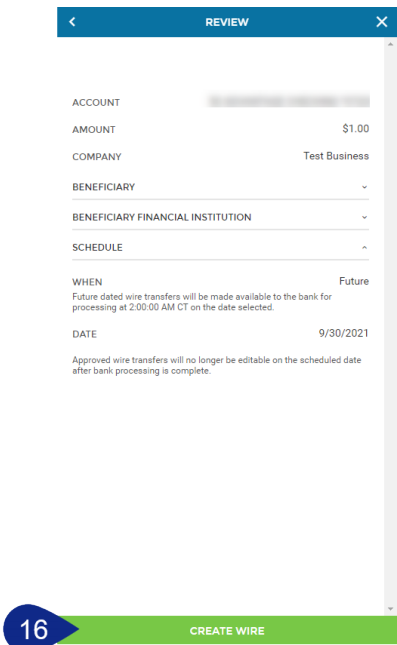 REVIEW
ACCOUNT
AMOUNT $1.00
COMPANY Test Business
BENEFICIARY
BENEFICIARY FINANCIAL INSTITUTION
SCHEDULE
WHEN Future
Future dated wire transfers will be made available to the bank for
processing at 2:00:00 AM CT on the date selected.
DATE 9/30/2021
Approved wire transfers will no longer be editable on the scheduled date
after bank processing is complete.
16 CREATE WIRE